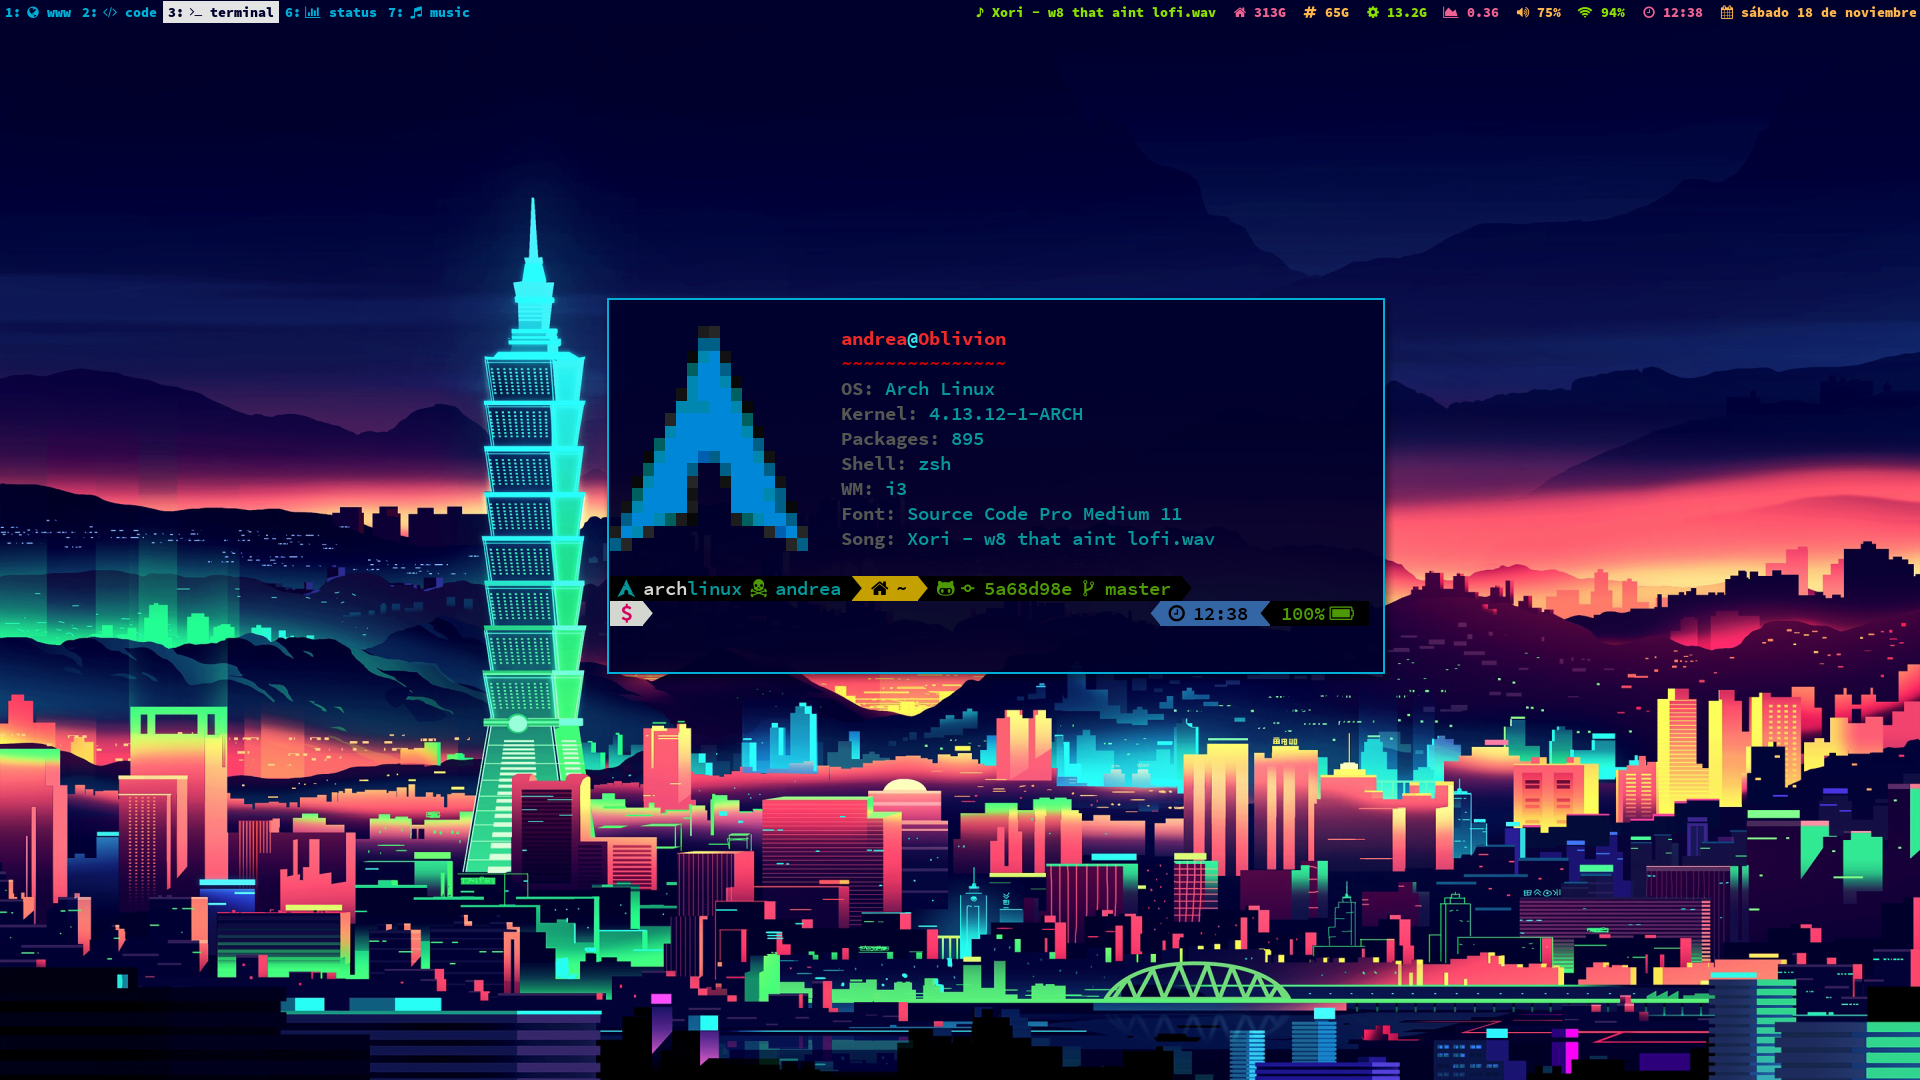 1: www 2: </> code 3: >_ terminal 6: status 7: music
♪ Xori - w8 that aint lofi.wav 313G # 65G 13.2G 0.36 75% 94% 12:38 sábado 18 de noviembre
andrea@Oblivion
~~~~~~~~~~~~~~~
OS: Arch Linux
Kernel: 4.13.12-1-ARCH
Packages: 895
Shell: zsh
WM: i3
Font: Source Code Pro Medium 11
Song: Xori - w8 that aint lofi.wav
archlinux andrea ~ 5a68d98e master
$ 12:38 100%